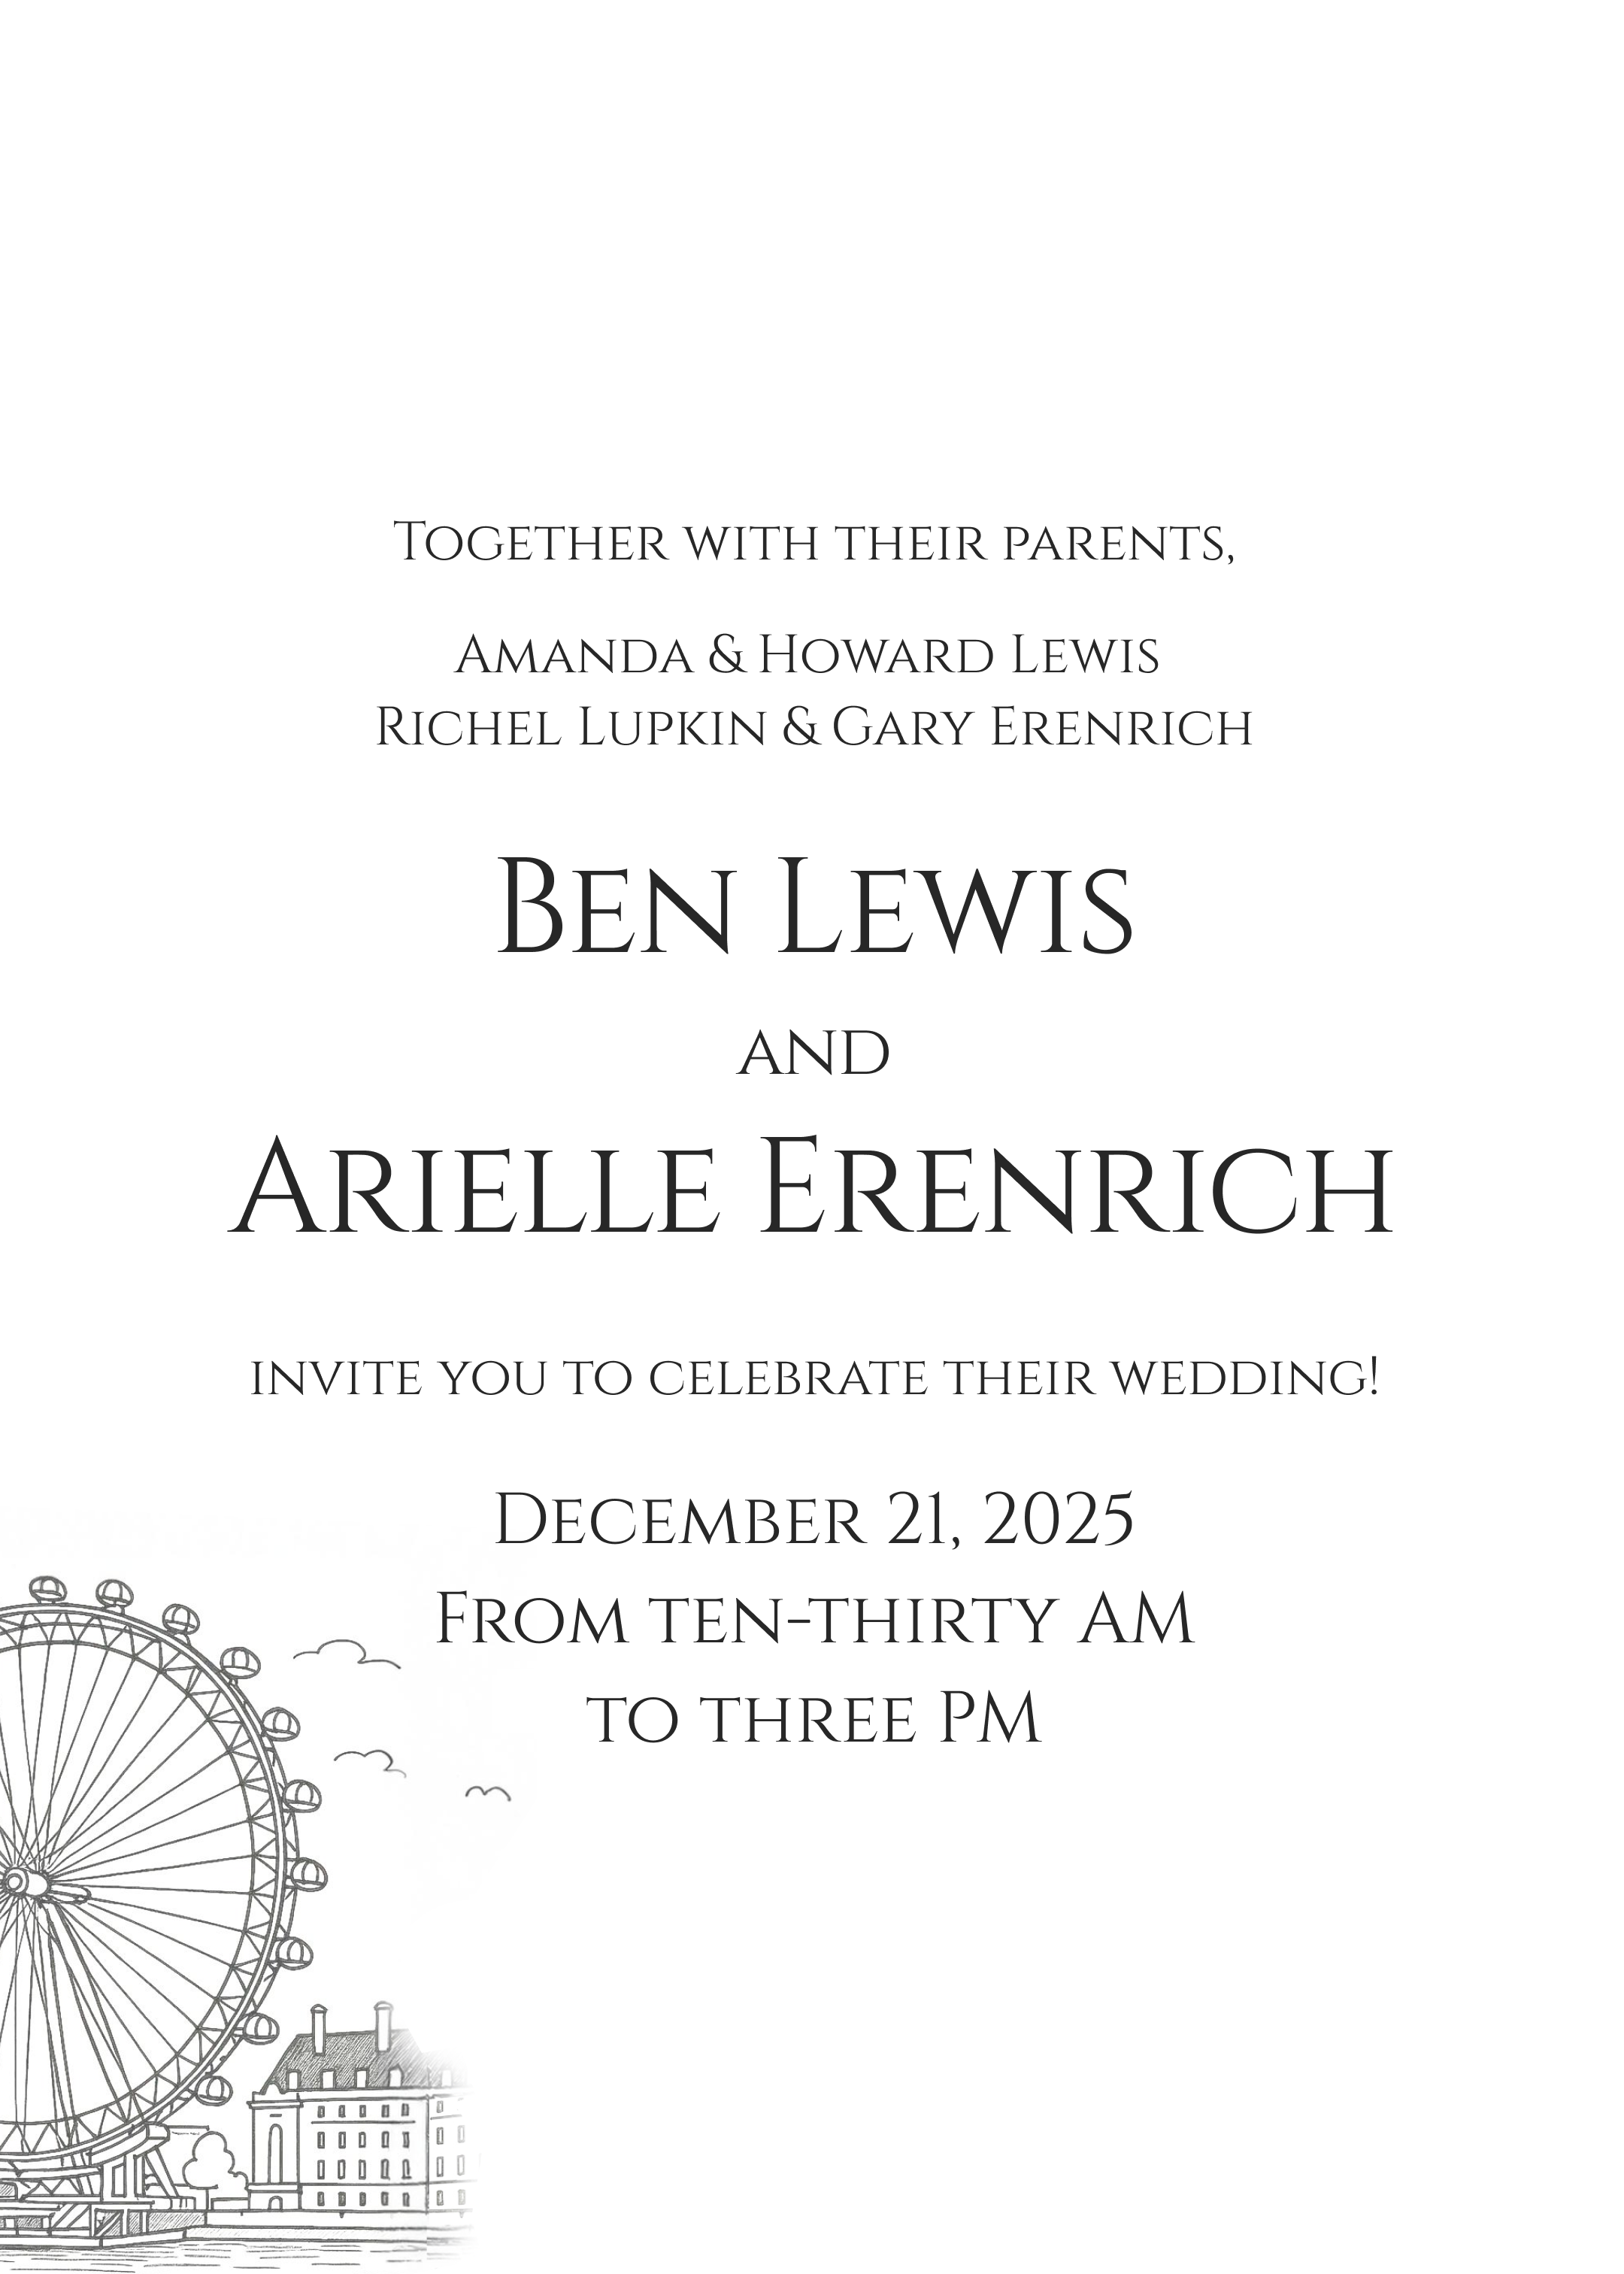 Together with their parents,
Amanda & Howard Lewis
Richel Lupkin & Gary Erenrich
Ben Lewis
and
Arielle Erenrich
invite you to celebrate their wedding!
December 21, 2025
From ten-thirty AM
to three PM